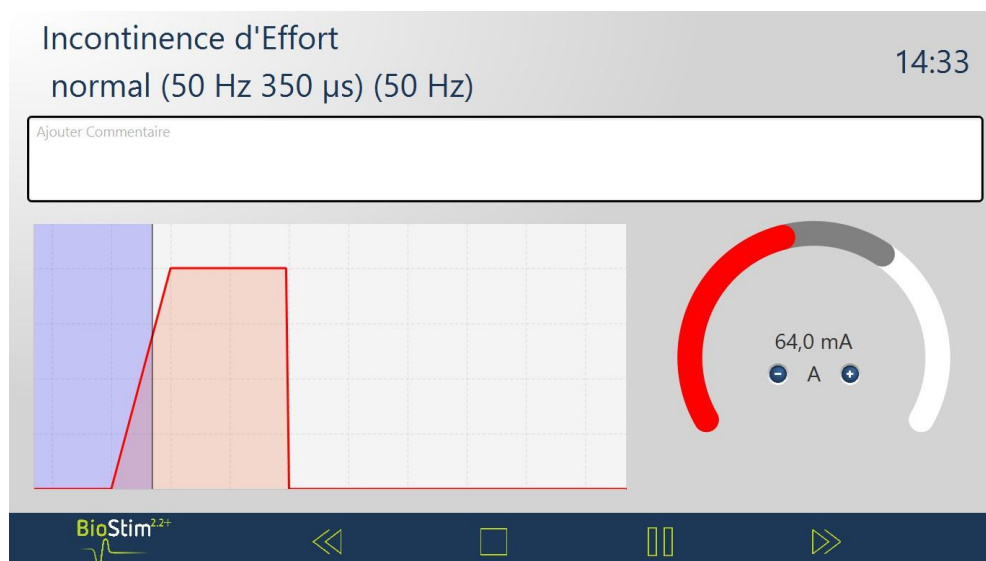 Incontinence d'Effort
normal (50 Hz 350 µs) (50 Hz)
14:33
Ajouter Commentaire
64,0 mA
A
BioStim2.2+